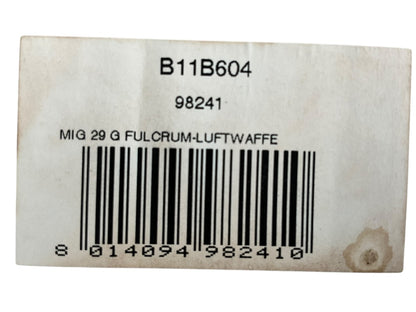 B11B604
98241
MIG 29 G FULCRUM-LUFTWAFFE
8 014094 982410